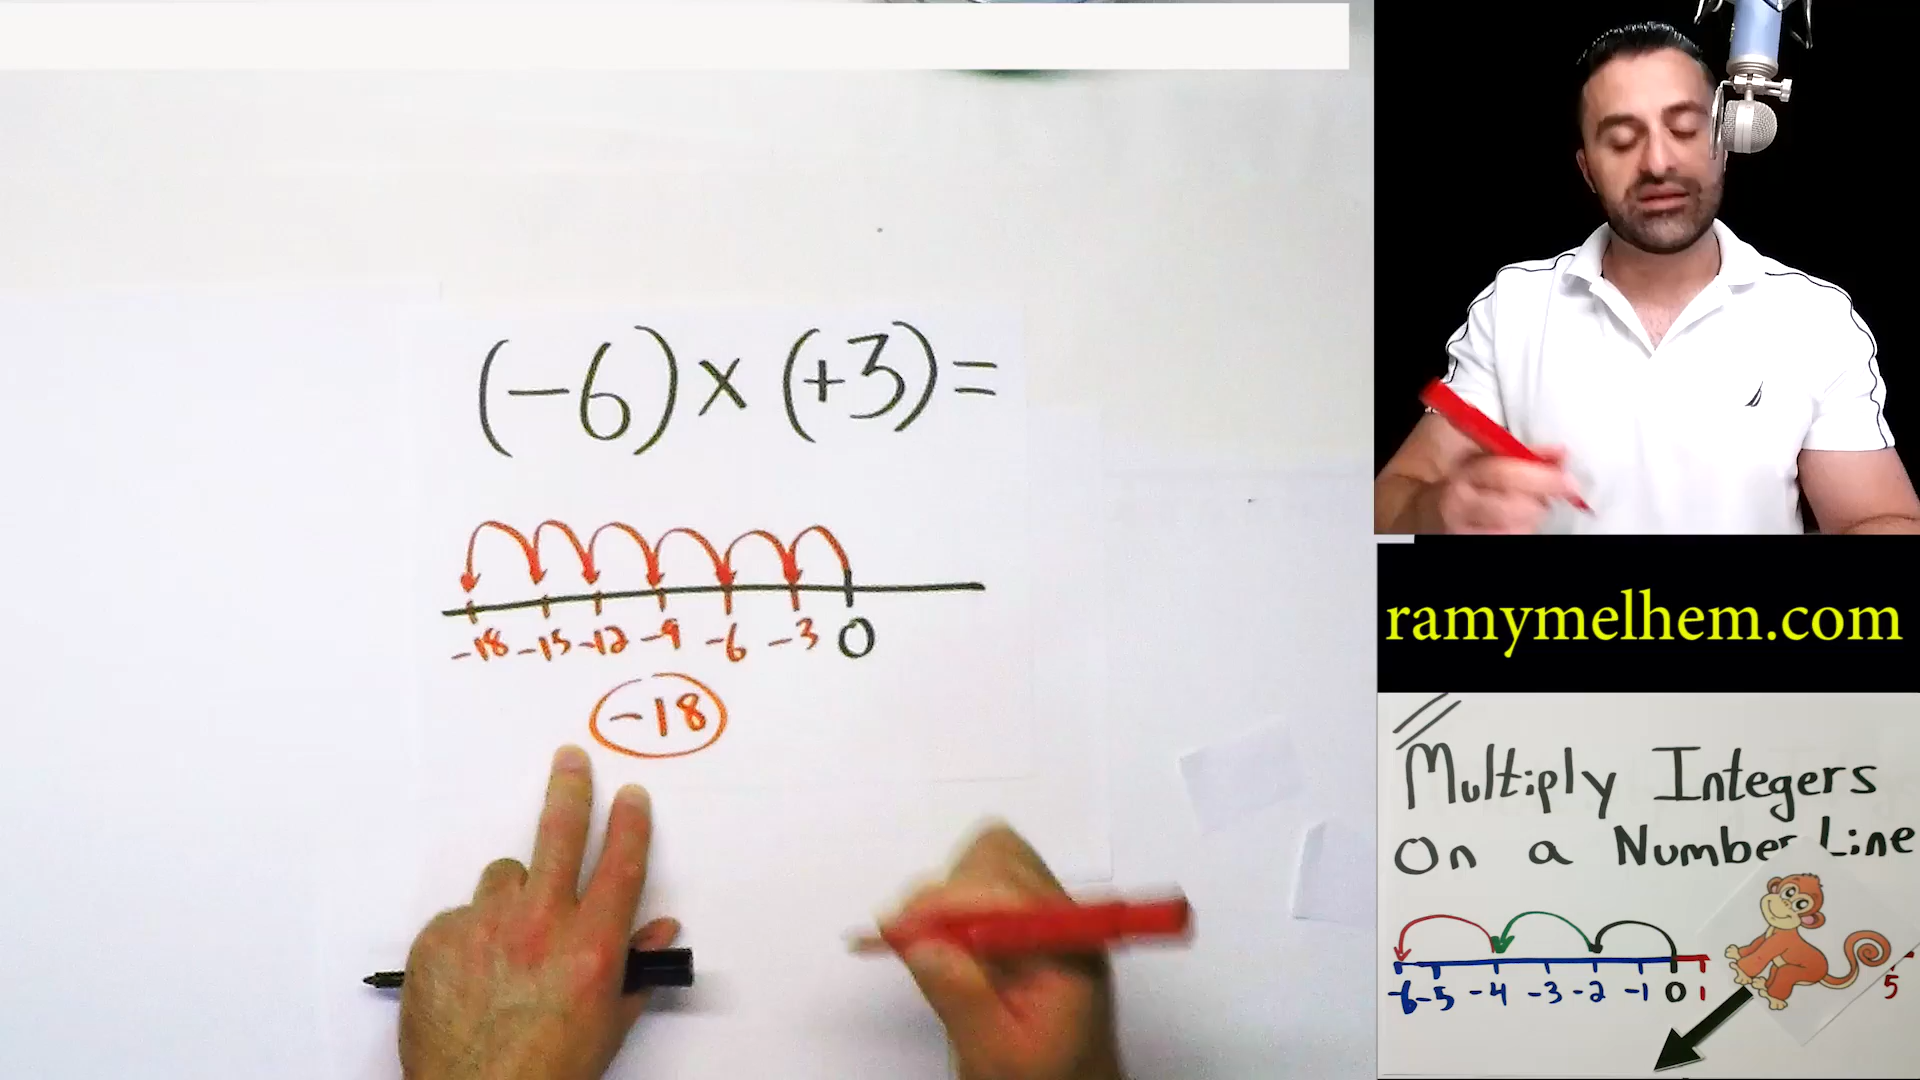 (-6) × (+3) =
-18 -15 -12 -9 -6 -3 0
-18
ramymelhem.com
Multiply Integers
On a Number Line
-6 -5 -4 -3 -2 -1 0 1 5